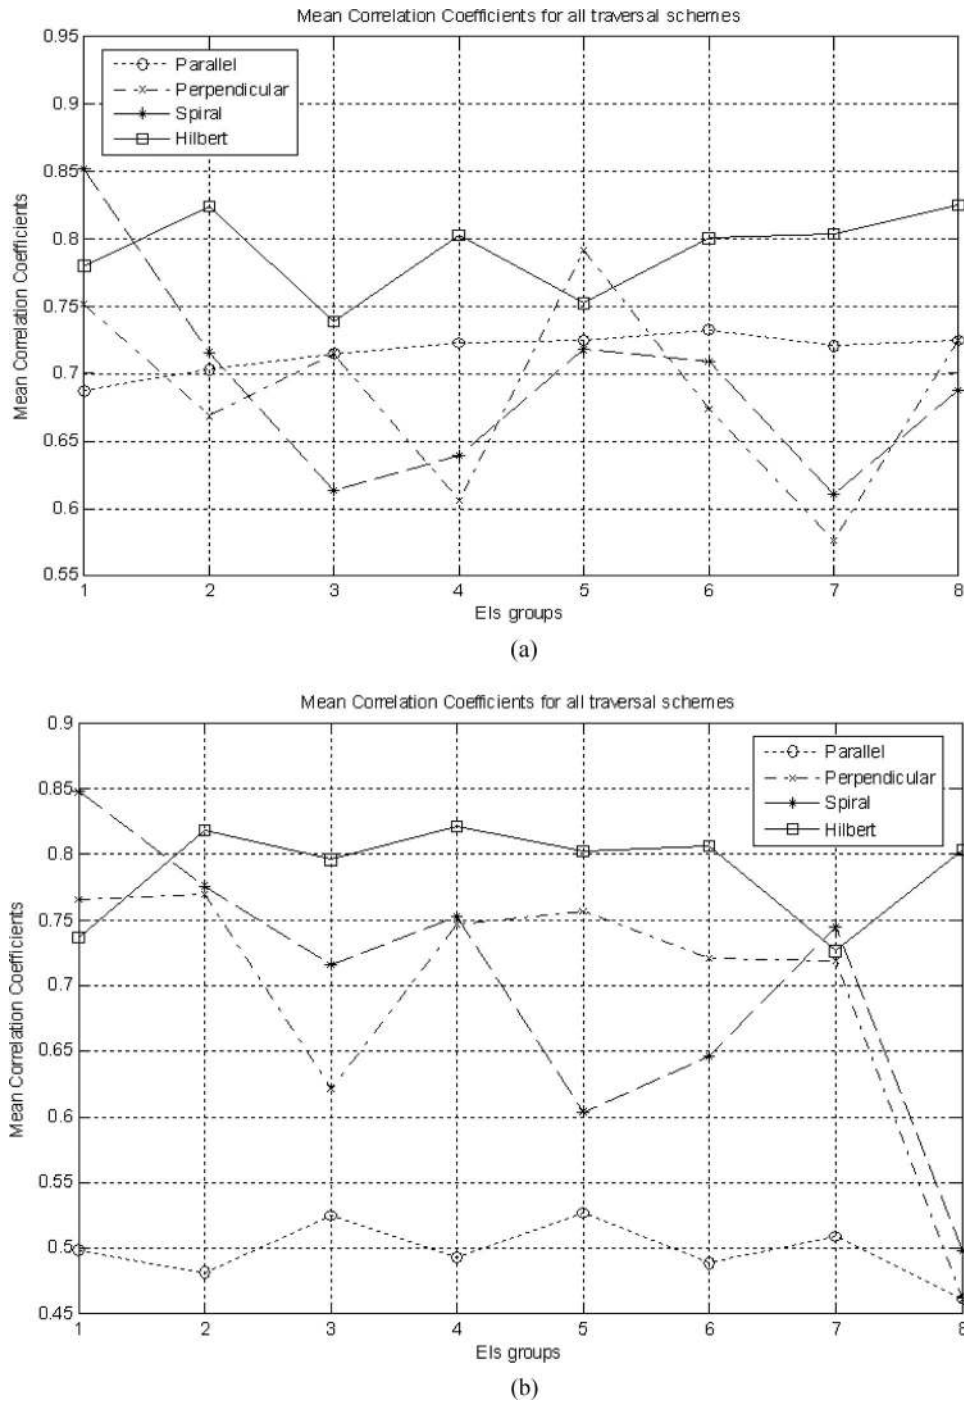 Mean Correlation Coefficients for all traversal schemes
0.95
0.9
0.85
0.8
0.75
0.7
0.65
0.6
0.55
Mean Correlation Coefficients
Parallel
Perpendicular
Spiral
Hilbert
1 2 3 4 5 6 7 8
EIs groups
(a)
Mean Correlation Coefficients for all traversal schemes
0.9
0.85
0.8
0.75
0.7
0.65
0.6
0.55
0.5
0.45
Mean Correlation Coefficients
Parallel
Perpendicular
Spiral
Hilbert
1 2 3 4 5 6 7 8
EIs groups
(b)